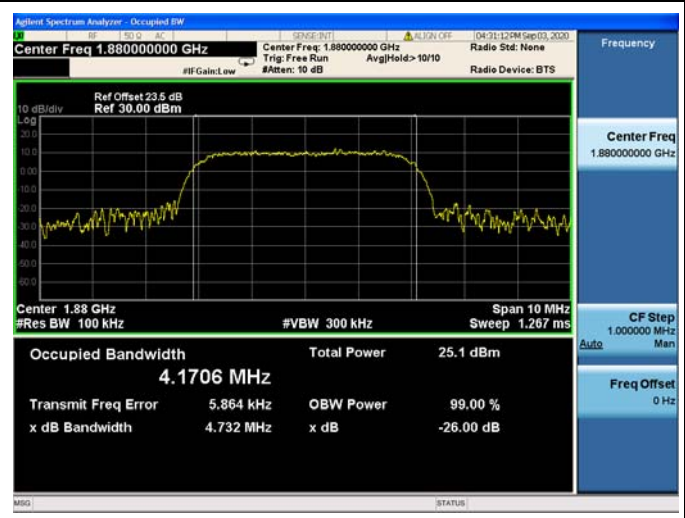 Agilent Spectrum Analyzer - Occupied BW
RF 50 Ω AC SENSE:INT ALIGN OFF 04:31:12PM Sep 03, 2020
Center Freq 1.880000000 GHz
Center Freq: 1.880000000 GHz
Radio Std: None
Trig: Free Run Avg|Hold:> 10/10
#IFGain:Low
#Atten: 10 dB
Radio Device: BTS
Frequency
Ref Offset 23.5 dB
10 dB/div Ref 30.00 dBm
Log
20.0
10.0
0.00
-10.0
-20.0
-30.0
-40.0
-50.0
-60.0
Center 1.88 GHz Span 10 MHz
#Res BW 100 kHz #VBW 300 kHz Sweep 1.267 ms
Occupied Bandwidth Total Power 25.1 dBm
4.1706 MHz
Transmit Freq Error 5.864 kHz OBW Power 99.00 %
x dB Bandwidth 4.732 MHz x dB -26.00 dB
Center Freq
1.880000000 GHz
CF Step
1.000000 MHz
Auto Man
Freq Offset
0 Hz
MSG STATUS